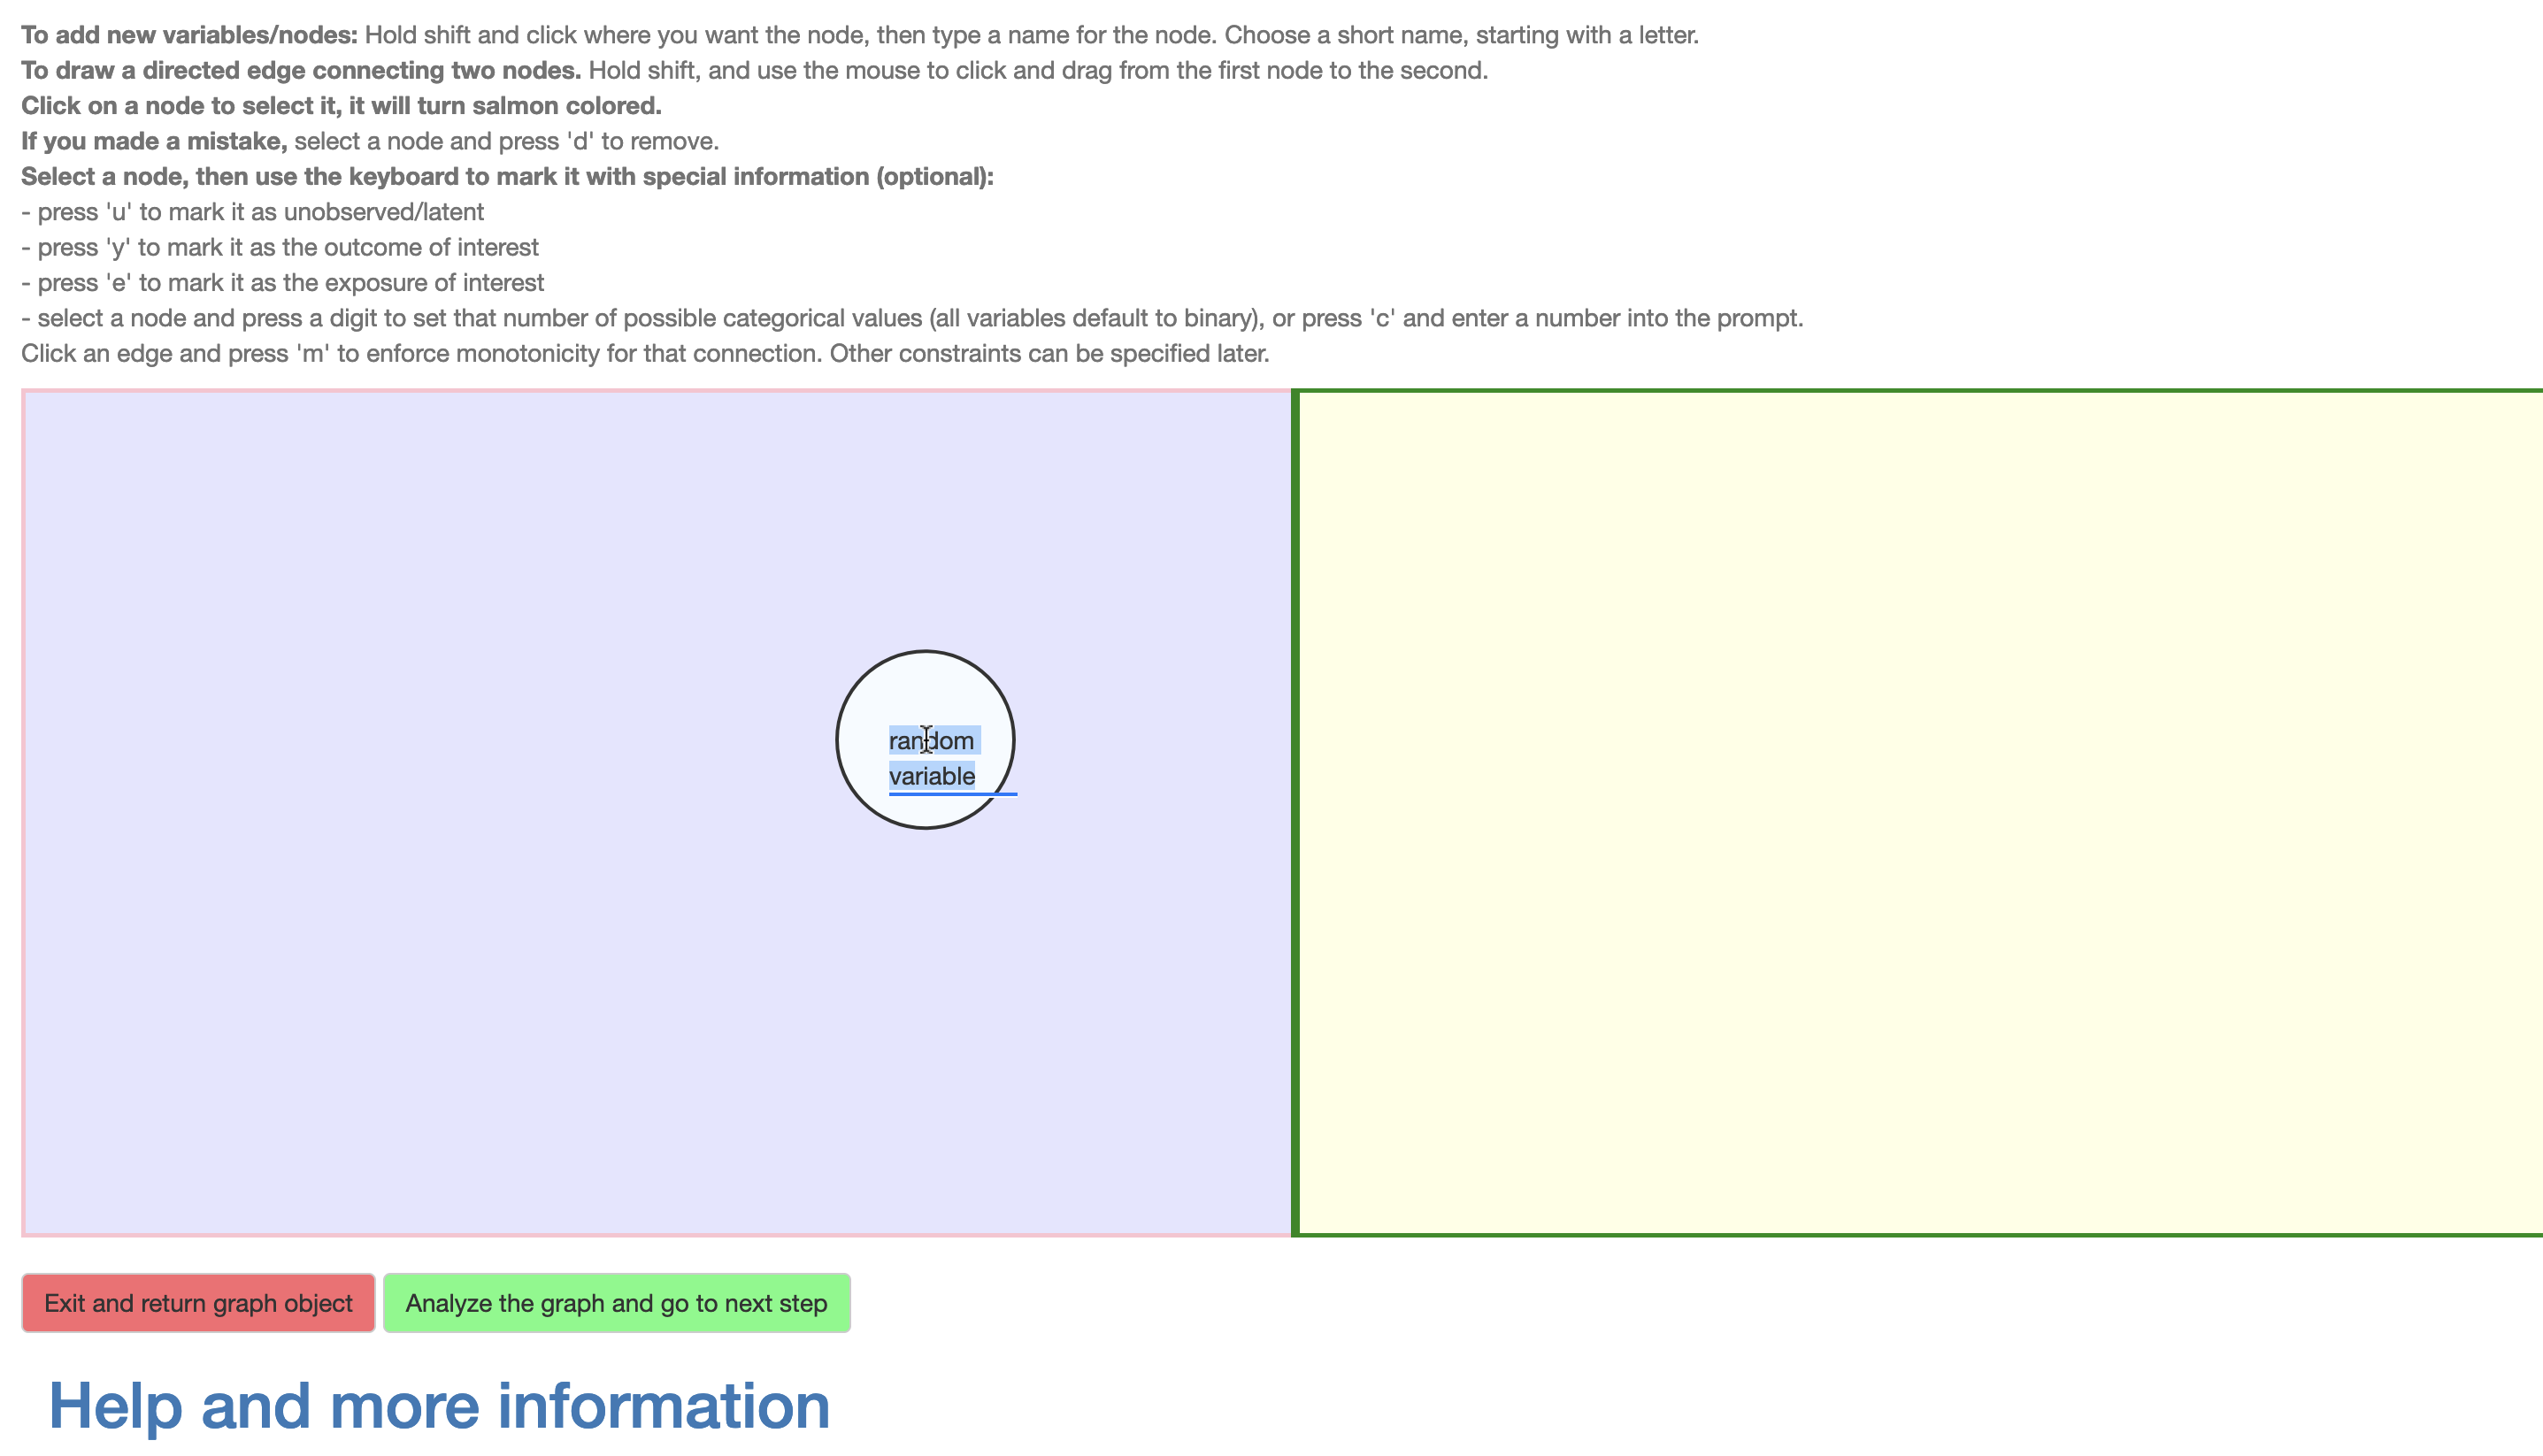 To add new variables/nodes: Hold shift and click where you want the node, then type a name for the node. Choose a short name, starting with a letter.
To draw a directed edge connecting two nodes. Hold shift, and use the mouse to click and drag from the first node to the second.
Click on a node to select it, it will turn salmon colored.
If you made a mistake, select a node and press 'd' to remove.
Select a node, then use the keyboard to mark it with special information (optional):
- press 'u' to mark it as unobserved/latent
- press 'y' to mark it as the outcome of interest
- press 'e' to mark it as the exposure of interest
- select a node and press a digit to set that number of possible categorical values (all variables default to binary), or press 'c' and enter a number into the prompt.
Click an edge and press 'm' to enforce monotonicity for that connection. Other constraints can be specified later.
random
variable
Exit and return graph object
Analyze the graph and go to next step
Help and more information